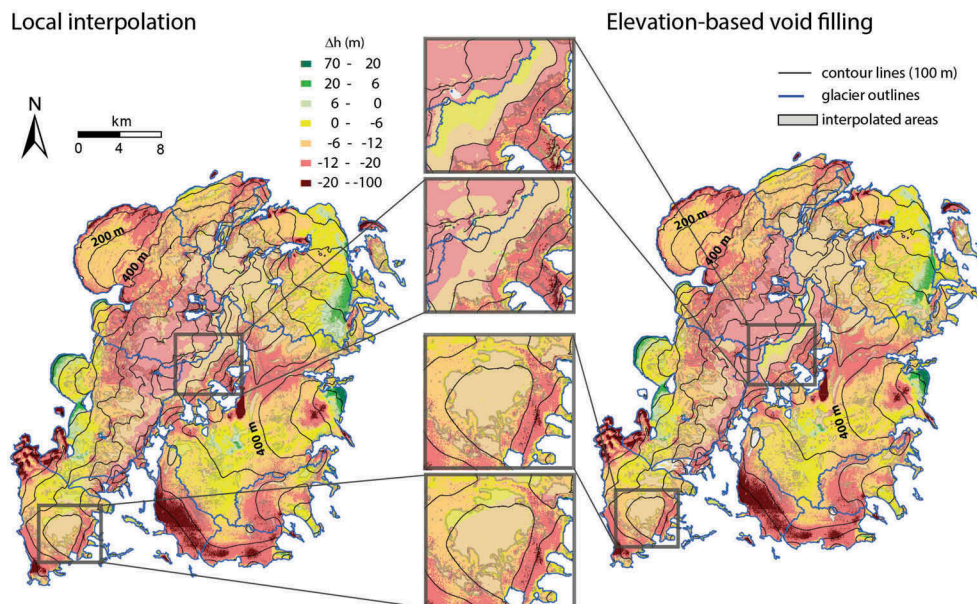 Local interpolation
Elevation-based void filling
Δh (m)
70 - 20
20 - 6
6 - 0
0 - -6
-6 - -12
-12 - -20
-20 - -100
N
km
0 4 8
contour lines (100 m)
glacier outlines
interpolated areas
200 m
400 m
400 m
200 m
400 m
400 m